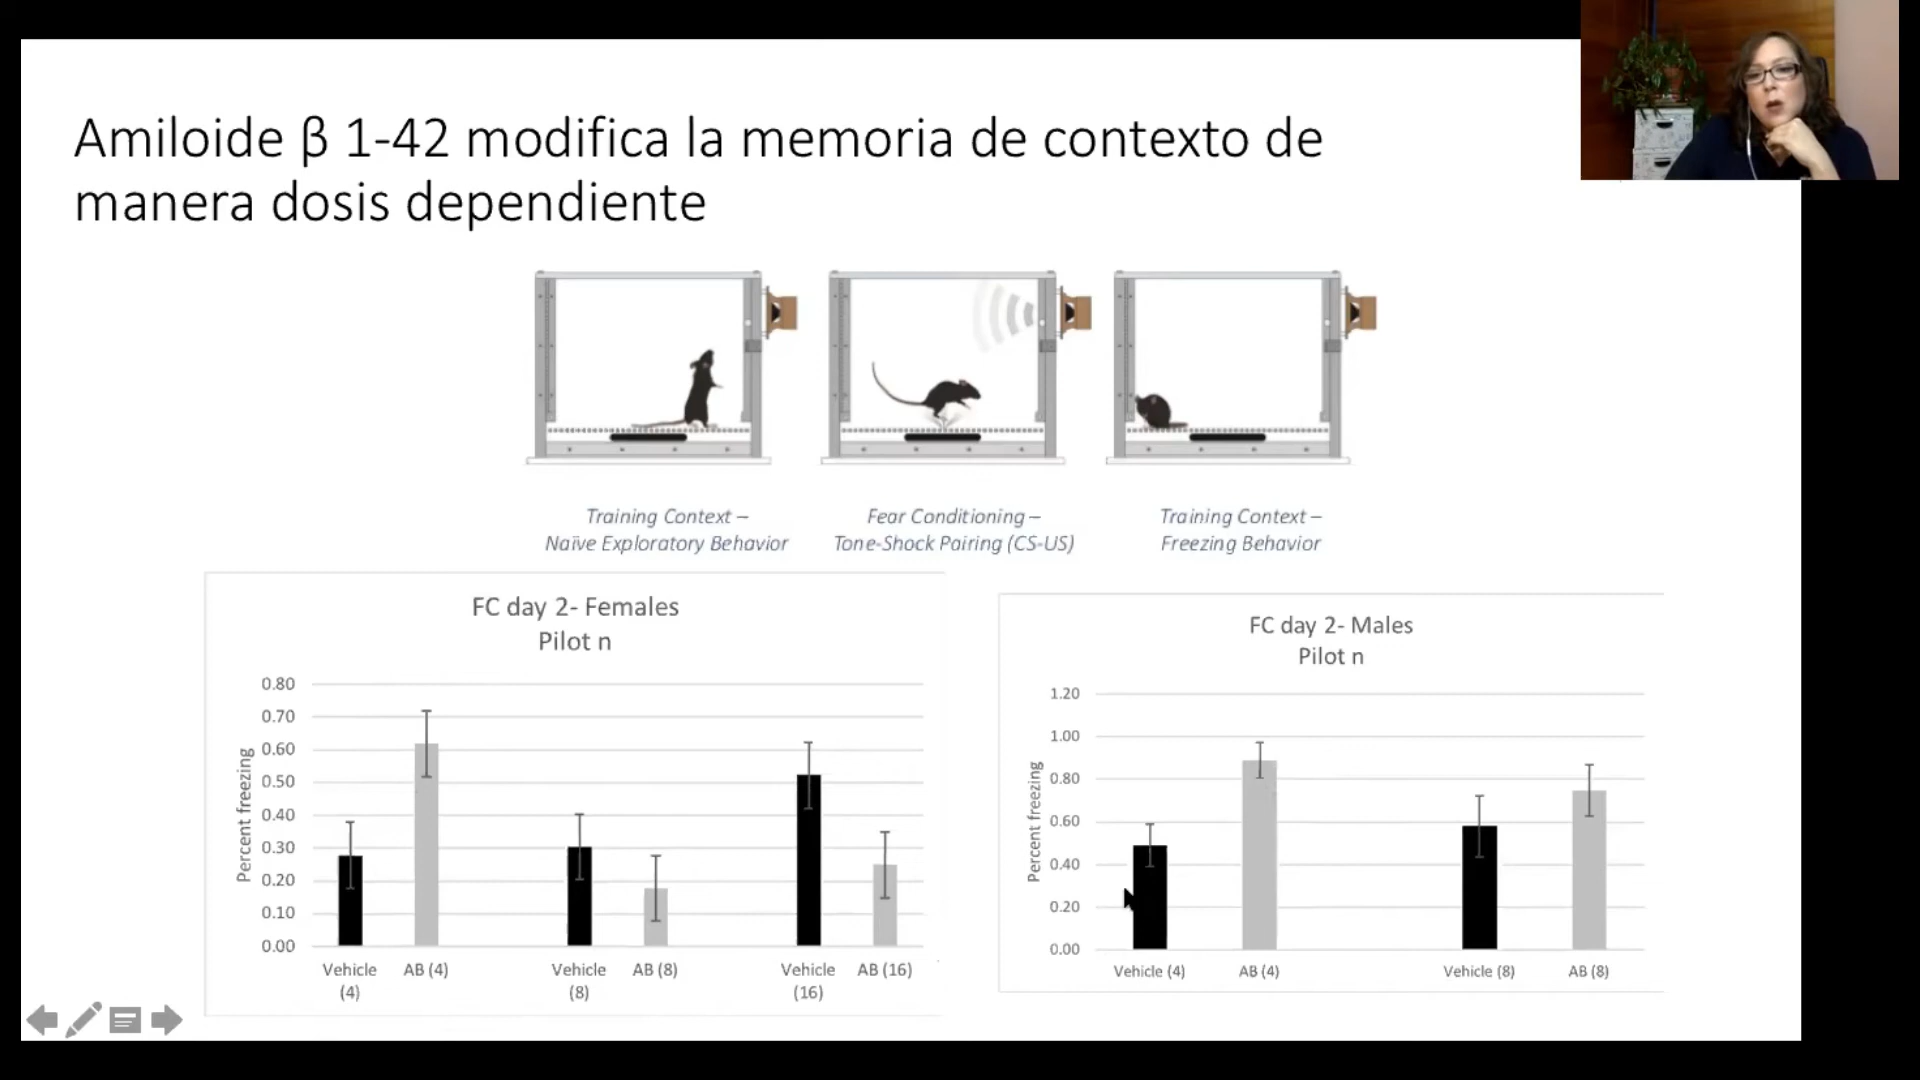 Amiloide β 1-42 modifica la memoria de contexto de
manera dosis dependiente
Training Context –
Naïve Exploratory Behavior
Fear Conditioning –
Tone-Shock Pairing (CS-US)
Training Context –
Freezing Behavior
FC day 2- Females
Pilot n
Percent freezing
0.80
0.70
0.60
0.50
0.40
0.30
0.20
0.10
0.00
Vehicle
(4)
AB (4)
Vehicle
(8)
AB (8)
Vehicle
(16)
AB (16)
FC day 2- Males
Pilot n
Percent freezing
1.20
1.00
0.80
0.60
0.40
0.20
0.00
Vehicle (4)
AB (4)
Vehicle (8)
AB (8)